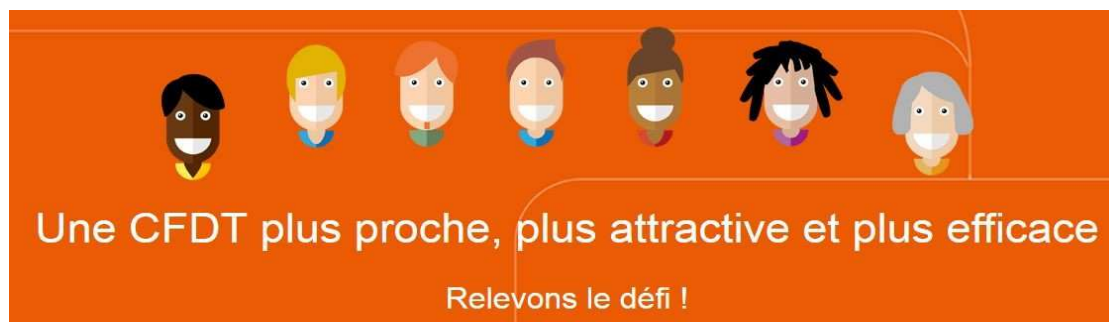 Une CFDT plus proche, plus attractive et plus efficace
Relevons le défi !